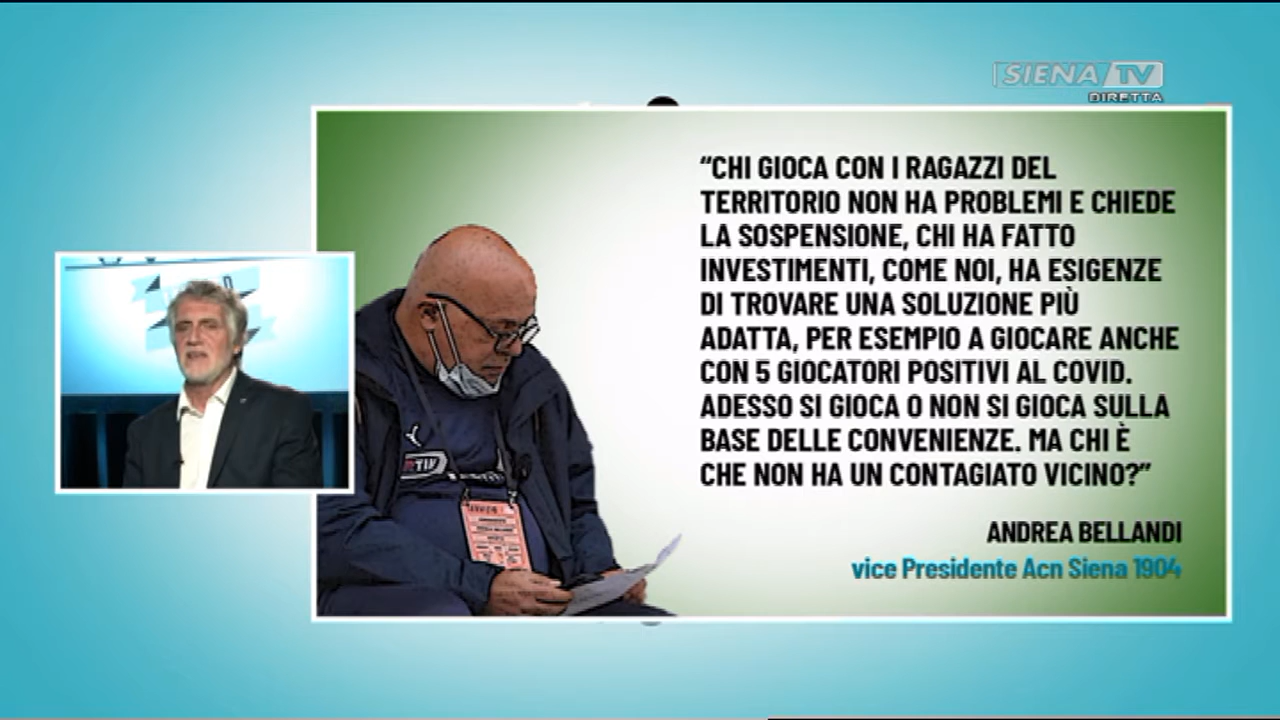 SIENA TV
DIRETTA
“CHI GIOCA CON I RAGAZZI DEL
TERRITORIO NON HA PROBLEMI E CHIEDE
LA SOSPENSIONE, CHI HA FATTO
INVESTIMENTI, COME NOI, HA ESIGENZE
DI TROVARE UNA SOLUZIONE PIÙ
ADATTA, PER ESEMPIO A GIOCARE ANCHE
CON 5 GIOCATORI POSITIVI AL COVID.
ADESSO SI GIOCA O NON SI GIOCA SULLA
BASE DELLE CONVENIENZE. MA CHI È
CHE NON HA UN CONTAGIATO VICINO?”
ANDREA BELLANDI
vice Presidente Acn Siena 1904